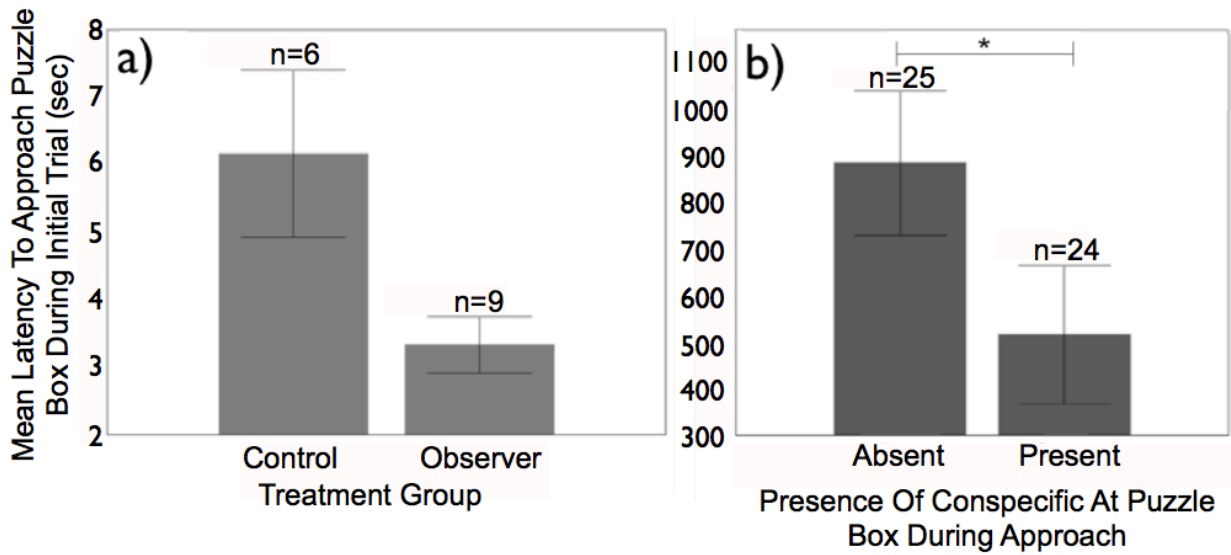 Mean Latency To Approach Puzzle
Box During Initial Trial (sec)
a)
8
7
6
5
4
3
2
n=6
n=9
Control
Observer
Treatment Group
b)
1100
1000
900
800
700
600
500
400
300
*
n=25
n=24
Absent
Present
Presence Of Conspecific At Puzzle
Box During Approach